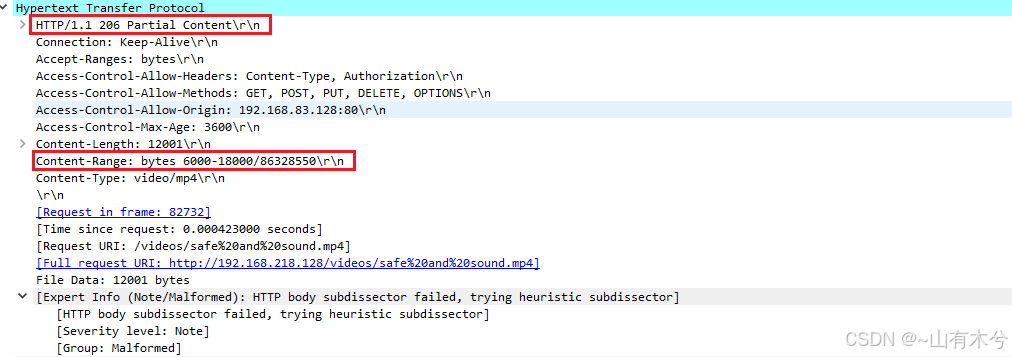 Hypertext Transfer Protocol
HTTP/1.1 206 Partial Content\r\n
Connection: Keep-Alive\r\n
Accept-Ranges: bytes\r\n
Access-Control-Allow-Headers: Content-Type, Authorization\r\n
Access-Control-Allow-Methods: GET, POST, PUT, DELETE, OPTIONS\r\n
Access-Control-Allow-Origin: 192.168.83.128:80\r\n
Access-Control-Max-Age: 3600\r\n
Content-Length: 12001\r\n
Content-Range: bytes 6000-18000/86328550\r\n
Content-Type: video/mp4\r\n
\r\n
[Request in frame: 82732]
[Time since request: 0.000423000 seconds]
[Request URI: /videos/safe%20and%20sound.mp4]
[Full request URI: http://192.168.218.128/videos/safe%20and%20sound.mp4]
File Data: 12001 bytes
[Expert Info (Note/Malformed): HTTP body subdissector failed, trying heuristic subdissector]
[HTTP body subdissector failed, trying heuristic subdissector]
[Severity level: Note]
[Group: Malformed]
CSDN @~山有木兮